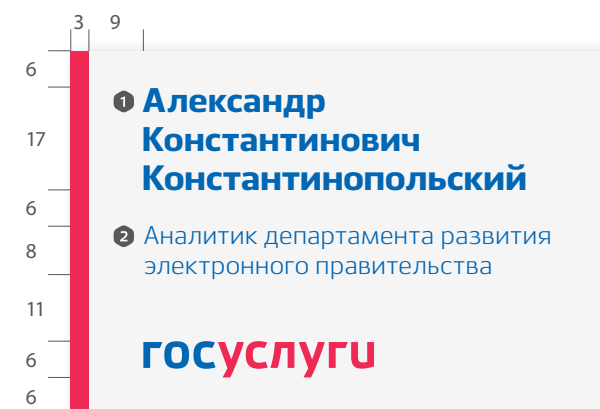 3 9
6
1 Александр
17 Константинович
Константинопольский
6
2 Аналитик департамента развития
8 электронного правительства
11
6 госуслуги
6